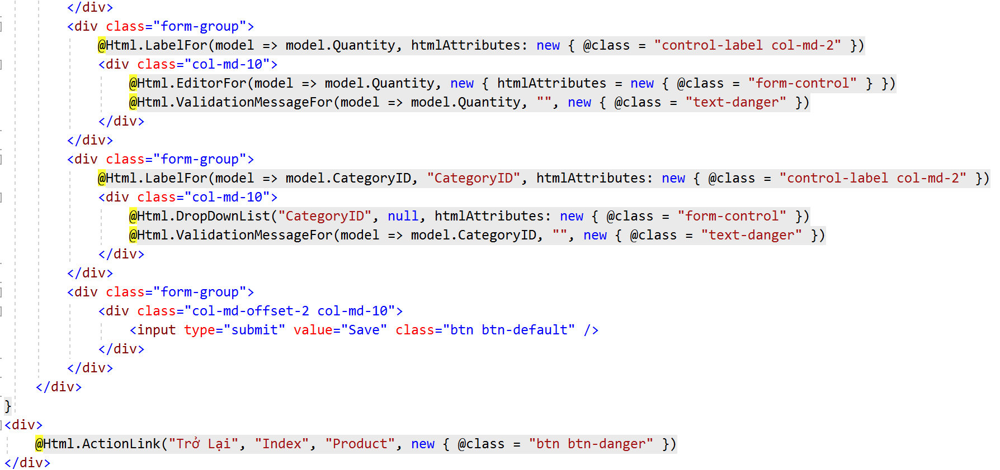 </div>
<div class="form-group">
@Html.LabelFor(model => model.Quantity, htmlAttributes: new { @class = "control-label col-md-2" })
<div class="col-md-10">
@Html.EditorFor(model => model.Quantity, new { htmlAttributes = new { @class = "form-control" } })
@Html.ValidationMessageFor(model => model.Quantity, "", new { @class = "text-danger" })
</div>
</div>
<div class="form-group">
@Html.LabelFor(model => model.CategoryID, "CategoryID", htmlAttributes: new { @class = "control-label col-md-2" })
<div class="col-md-10">
@Html.DropDownList("CategoryID", null, htmlAttributes: new { @class = "form-control" })
@Html.ValidationMessageFor(model => model.CategoryID, "", new { @class = "text-danger" })
</div>
</div>
<div class="form-group">
<div class="col-md-offset-2 col-md-10">
<input type="submit" value="Save" class="btn btn-default" />
</div>
</div>
</div>
}
<div>
@Html.ActionLink("Trở Lại", "Index", "Product", new { @class = "btn btn-danger" })
</div>